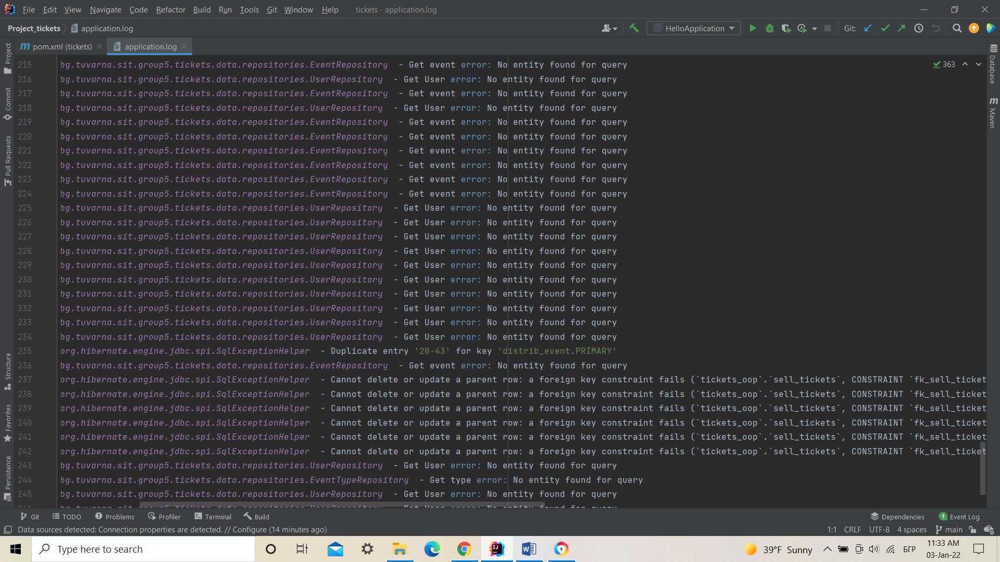 File Edit View Navigate Code Refactor Build Run Tools Git Window Help tickets - application.log
Project_tickets application.log HelloApplication Git:
pom.xml (tickets) application.log
215 bg.tuvarna.sit.group5.tickets.data.repositories.EventRepository - Get event error: No entity found for query
216 bg.tuvarna.sit.group5.tickets.data.repositories.UserRepository - Get User error: No entity found for query
217 bg.tuvarna.sit.group5.tickets.data.repositories.EventRepository - Get event error: No entity found for query
218 bg.tuvarna.sit.group5.tickets.data.repositories.UserRepository - Get User error: No entity found for query
219 bg.tuvarna.sit.group5.tickets.data.repositories.EventRepository - Get event error: No entity found for query
220 bg.tuvarna.sit.group5.tickets.data.repositories.EventRepository - Get event error: No entity found for query
221 bg.tuvarna.sit.group5.tickets.data.repositories.EventRepository - Get event error: No entity found for query
222 bg.tuvarna.sit.group5.tickets.data.repositories.EventRepository - Get event error: No entity found for query
223 bg.tuvarna.sit.group5.tickets.data.repositories.EventRepository - Get event error: No entity found for query
224 bg.tuvarna.sit.group5.tickets.data.repositories.EventRepository - Get event error: No entity found for query
225 bg.tuvarna.sit.group5.tickets.data.repositories.UserRepository - Get User error: No entity found for query
226 bg.tuvarna.sit.group5.tickets.data.repositories.UserRepository - Get User error: No entity found for query
227 bg.tuvarna.sit.group5.tickets.data.repositories.UserRepository - Get User error: No entity found for query
228 bg.tuvarna.sit.group5.tickets.data.repositories.UserRepository - Get User error: No entity found for query
229 bg.tuvarna.sit.group5.tickets.data.repositories.UserRepository - Get User error: No entity found for query
230 bg.tuvarna.sit.group5.tickets.data.repositories.UserRepository - Get User error: No entity found for query
231 bg.tuvarna.sit.group5.tickets.data.repositories.UserRepository - Get User error: No entity found for query
232 bg.tuvarna.sit.group5.tickets.data.repositories.UserRepository - Get User error: No entity found for query
233 bg.tuvarna.sit.group5.tickets.data.repositories.UserRepository - Get User error: No entity found for query
234 bg.tuvarna.sit.group5.tickets.data.repositories.UserRepository - Get User error: No entity found for query
235 org.hibernate.engine.jdbc.spi.SqlExceptionHelper - Duplicate entry '20-43' for key 'distrib_event.PRIMARY'
236 bg.tuvarna.sit.group5.tickets.data.repositories.EventRepository - Get event error: No entity found for query
237 org.hibernate.engine.jdbc.spi.SqlExceptionHelper - Cannot delete or update a parent row: a foreign key constraint fails (`tickets_oop`.`sell_tickets`, CONSTRAINT `fk_sell_ticket
238 org.hibernate.engine.jdbc.spi.SqlExceptionHelper - Cannot delete or update a parent row: a foreign key constraint fails (`tickets_oop`.`sell_tickets`, CONSTRAINT `fk_sell_ticket
239 org.hibernate.engine.jdbc.spi.SqlExceptionHelper - Cannot delete or update a parent row: a foreign key constraint fails (`tickets_oop`.`sell_tickets`, CONSTRAINT `fk_sell_ticket
240 org.hibernate.engine.jdbc.spi.SqlExceptionHelper - Cannot delete or update a parent row: a foreign key constraint fails (`tickets_oop`.`sell_tickets`, CONSTRAINT `fk_sell_ticket
241 org.hibernate.engine.jdbc.spi.SqlExceptionHelper - Cannot delete or update a parent row: a foreign key constraint fails (`tickets_oop`.`sell_tickets`, CONSTRAINT `fk_sell_ticket
242 org.hibernate.engine.jdbc.spi.SqlExceptionHelper - Cannot delete or update a parent row: a foreign key constraint fails (`tickets_oop`.`sell_tickets`, CONSTRAINT `fk_sell_ticket
243 bg.tuvarna.sit.group5.tickets.data.repositories.UserRepository - Get User error: No entity found for query
244 bg.tuvarna.sit.group5.tickets.data.repositories.EventTypeRepository - Get type error: No entity found for query
245 bg.tuvarna.sit.group5.tickets.data.repositories.UserRepository - Get User error: No entity found for query
363
Project
Commit
Pull Requests
Structure
Favorites
Persistence
Database
Maven
Git TODO Problems Profiler Terminal Build Dependencies 1 Event Log
Data sources detected: Connection properties are detected. // Configure (14 minutes ago) 1:1 CRLF UTF-8 4 spaces main
Type here to search 39°F Sunny БГР 11:33 AM
03-Jan-22